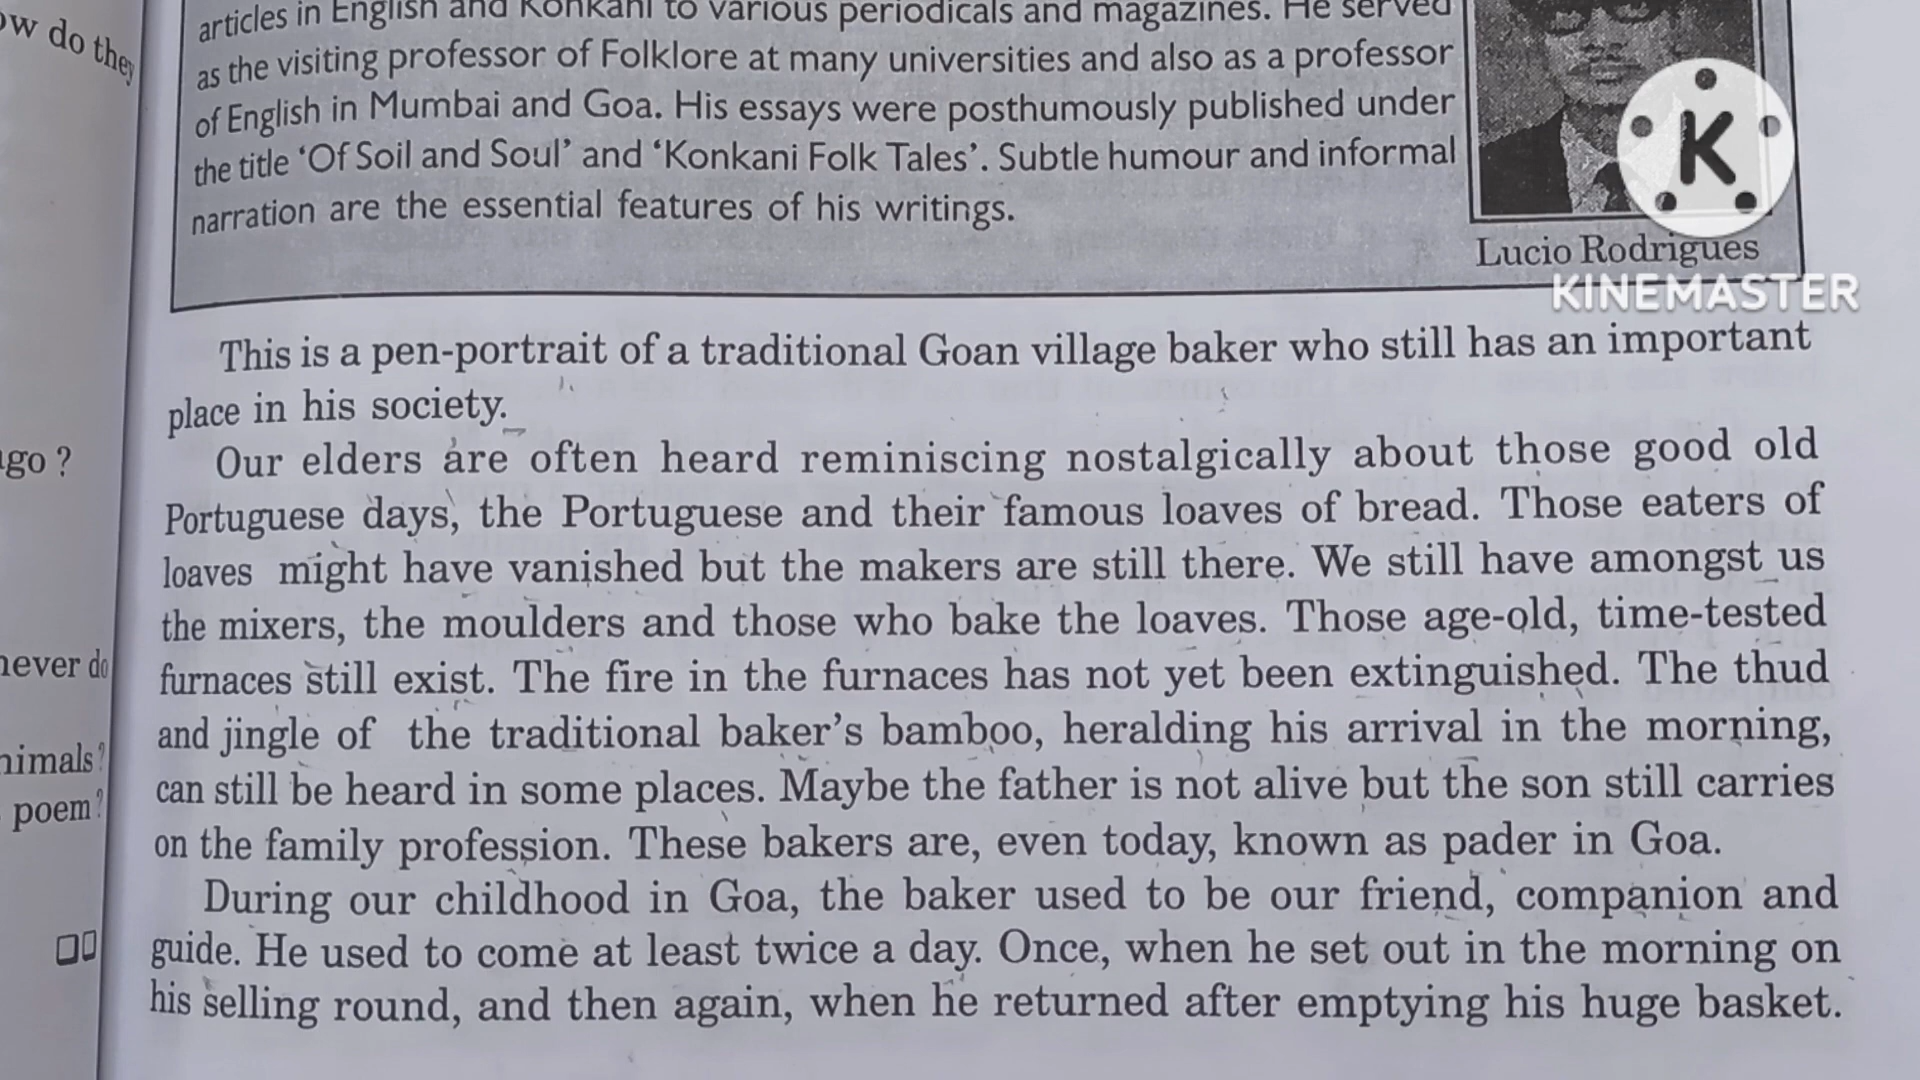 ow do they
go ?
never do
nimals?
poem?
articles in English and Konkani to various periodicals and magazines. He served
as the visiting professor of Folklore at many universities and also as a professor
of English in Mumbai and Goa. His essays were posthumously published under
the title ‘Of Soil and Soul’ and ‘Konkani Folk Tales’. Subtle humour and informal
narration are the essential features of his writings.
K
Lucio Rodrigues
KINEMASTER
This is a pen-portrait of a traditional Goan village baker who still has an important
place in his society.
Our elders are often heard reminiscing nostalgically about those good old
Portuguese days, the Portuguese and their famous loaves of bread. Those eaters of
loaves might have vanished but the makers are still there. We still have amongst us
the mixers, the moulders and those who bake the loaves. Those age-old, time-tested
furnaces still exist. The fire in the furnaces has not yet been extinguished. The thud
and jingle of the traditional baker’s bamboo, heralding his arrival in the morning,
can still be heard in some places. Maybe the father is not alive but the son still carries
on the family profession. These bakers are, even today, known as pader in Goa.
During our childhood in Goa, the baker used to be our friend, companion and
guide. He used to come at least twice a day. Once, when he set out in the morning on
his selling round, and then again, when he returned after emptying his huge basket.